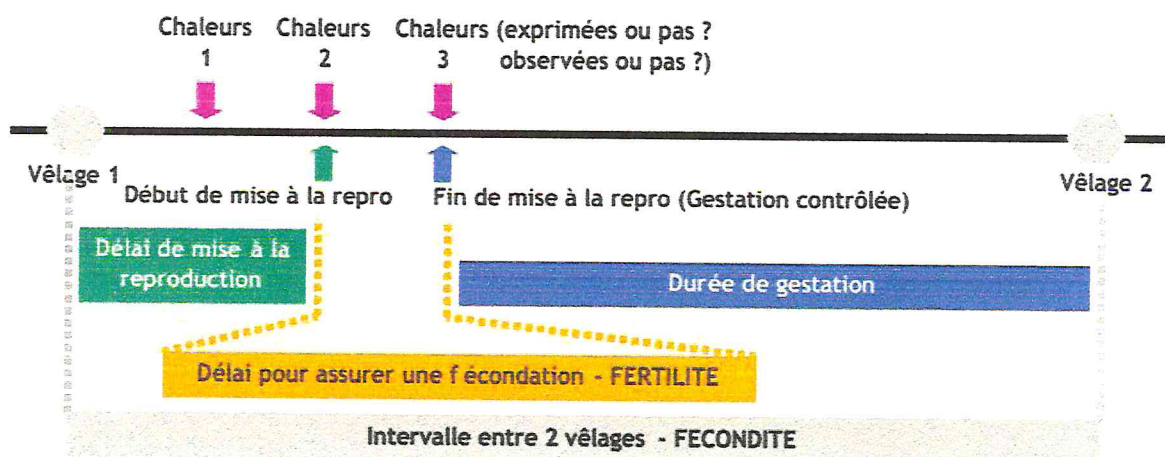 Chaleurs Chaleurs Chaleurs (exprimées ou pas ?
1 2 3 observées ou pas ?)
Vêlage 1 Vêlage 2
Début de mise à la repro Fin de mise à la repro (Gestation contrôlée)
Délai de mise à la
reproduction
Durée de gestation
Délai pour assurer une fécondation - FERTILITE
Intervalle entre 2 vêlages - FECONDITE